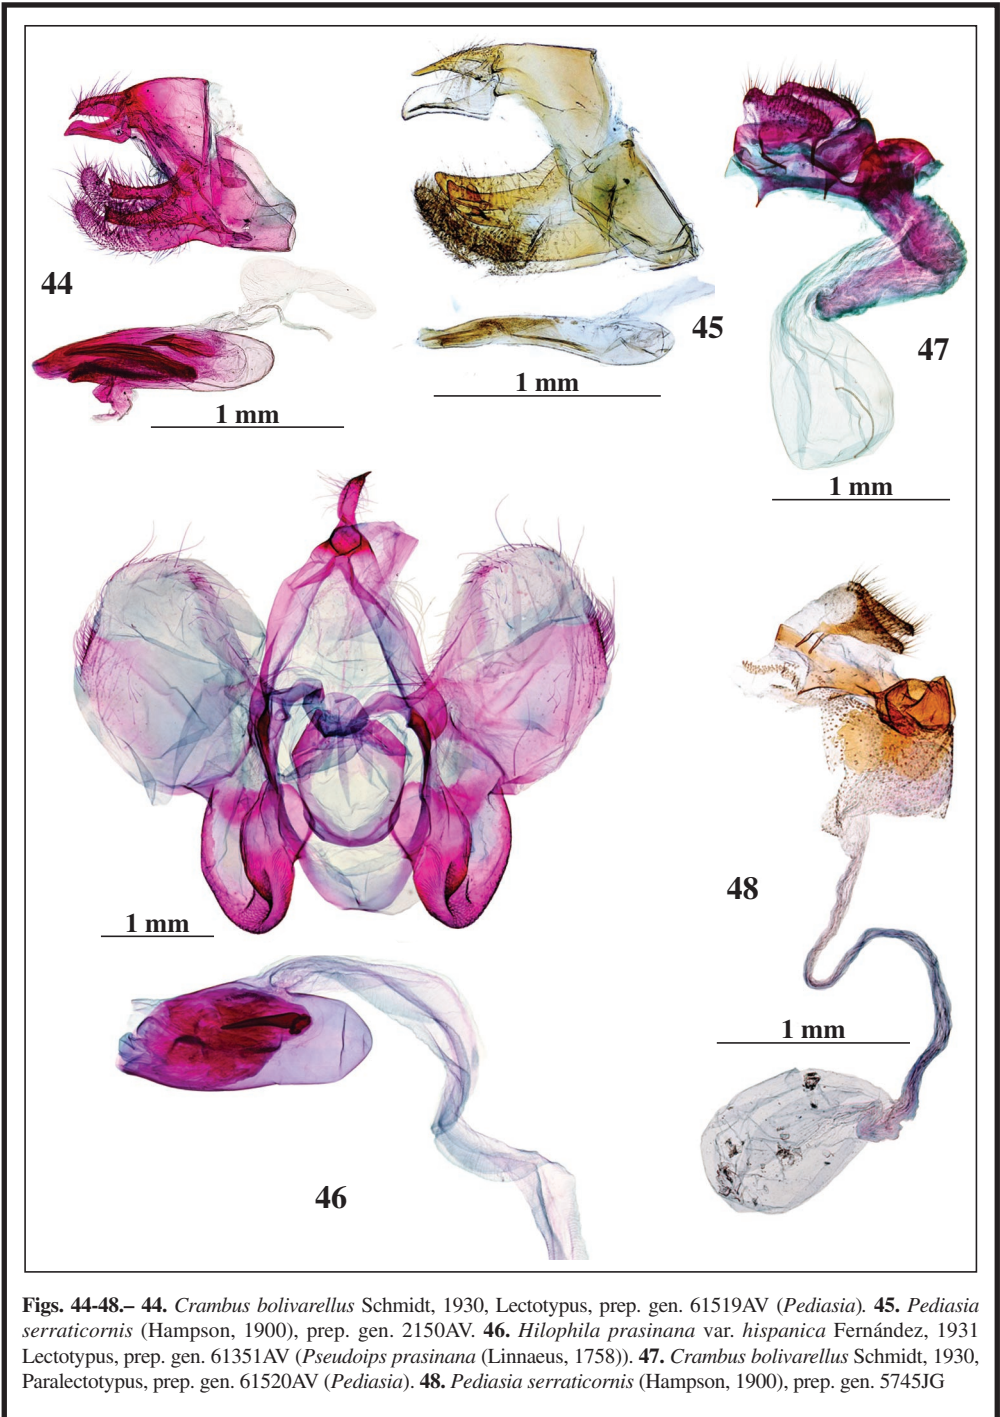 44
1 mm
45
1 mm
47
1 mm
1 mm
46
48
1 mm
Figs. 44-48.– 44. Crambus bolivarellus Schmidt, 1930, Lectotypus, prep. gen. 61519AV (Pediasia). 45. Pediasia
serraticornis (Hampson, 1900), prep. gen. 2150AV. 46. Hilophila prasinana var. hispanica Fernández, 1931
Lectotypus, prep. gen. 61351AV (Pseudoips prasinana (Linnaeus, 1758)). 47. Crambus bolivarellus Schmidt, 1930,
Paralectotypus, prep. gen. 61520AV (Pediasia). 48. Pediasia serraticornis (Hampson, 1900), prep. gen. 5745JG